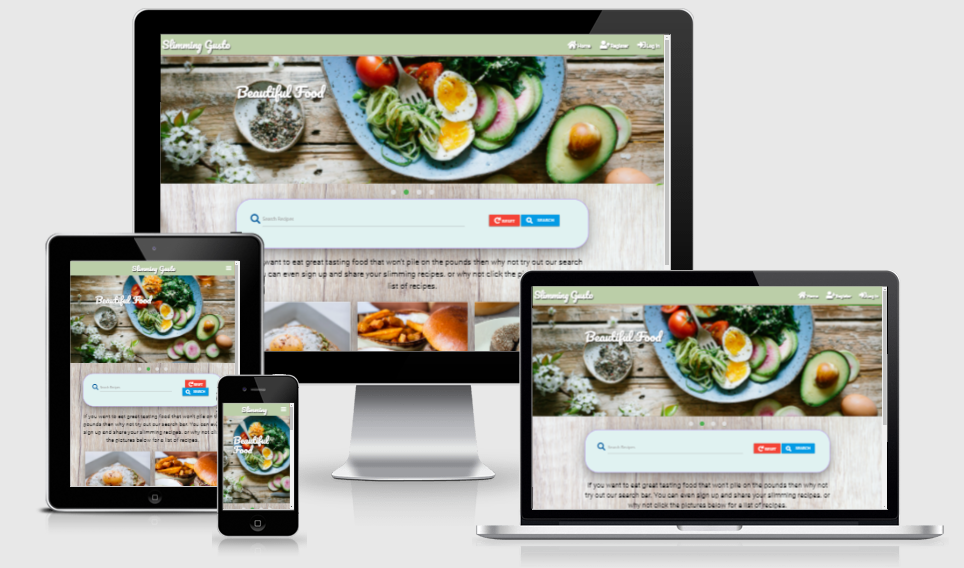 Slimming Gusto
Home Register Log In
Beautiful Food
Search Recipes
RESET SEARCH
want to eat great tasting food that won't pile on the pounds then why not try out our search
can even sign up and share your slimming recipes, or why not click the p
list of recipes.
Slimming Gusto
Beautiful Food
Search Recipes
RESET
SEARCH
If you want to eat great tasting food that won't pile on th
pounds then why not try out our search bar. You can even
sign up and share your slimming recipes, or why not clic
the pictures below for a list of recipes.
Slimming
Beautiful
Food
Slimming Gusto
Home Register Log In
Beautiful Food
Search Recipes
RESET SEARCH
If you want to eat great tasting food that won't pile on the pounds then why not
try out our search bar. You can even sign up and share your slimming recipes, or
why not click the pictures below for a list of recipes.